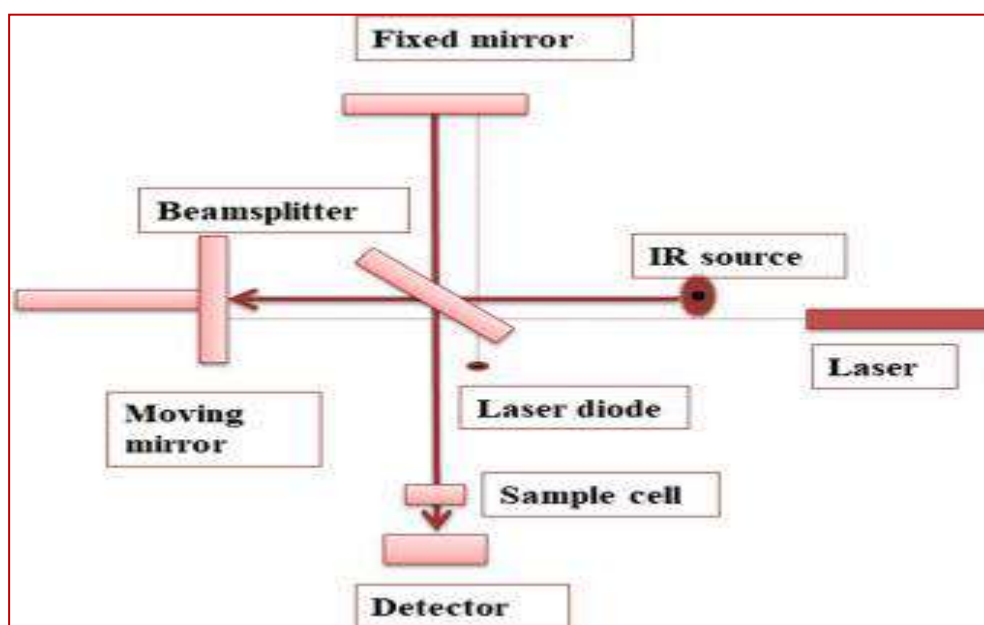 Fixed mirror
Beamsplitter
IR source
Laser
Laser diode
Moving
mirror
Sample cell
Detector